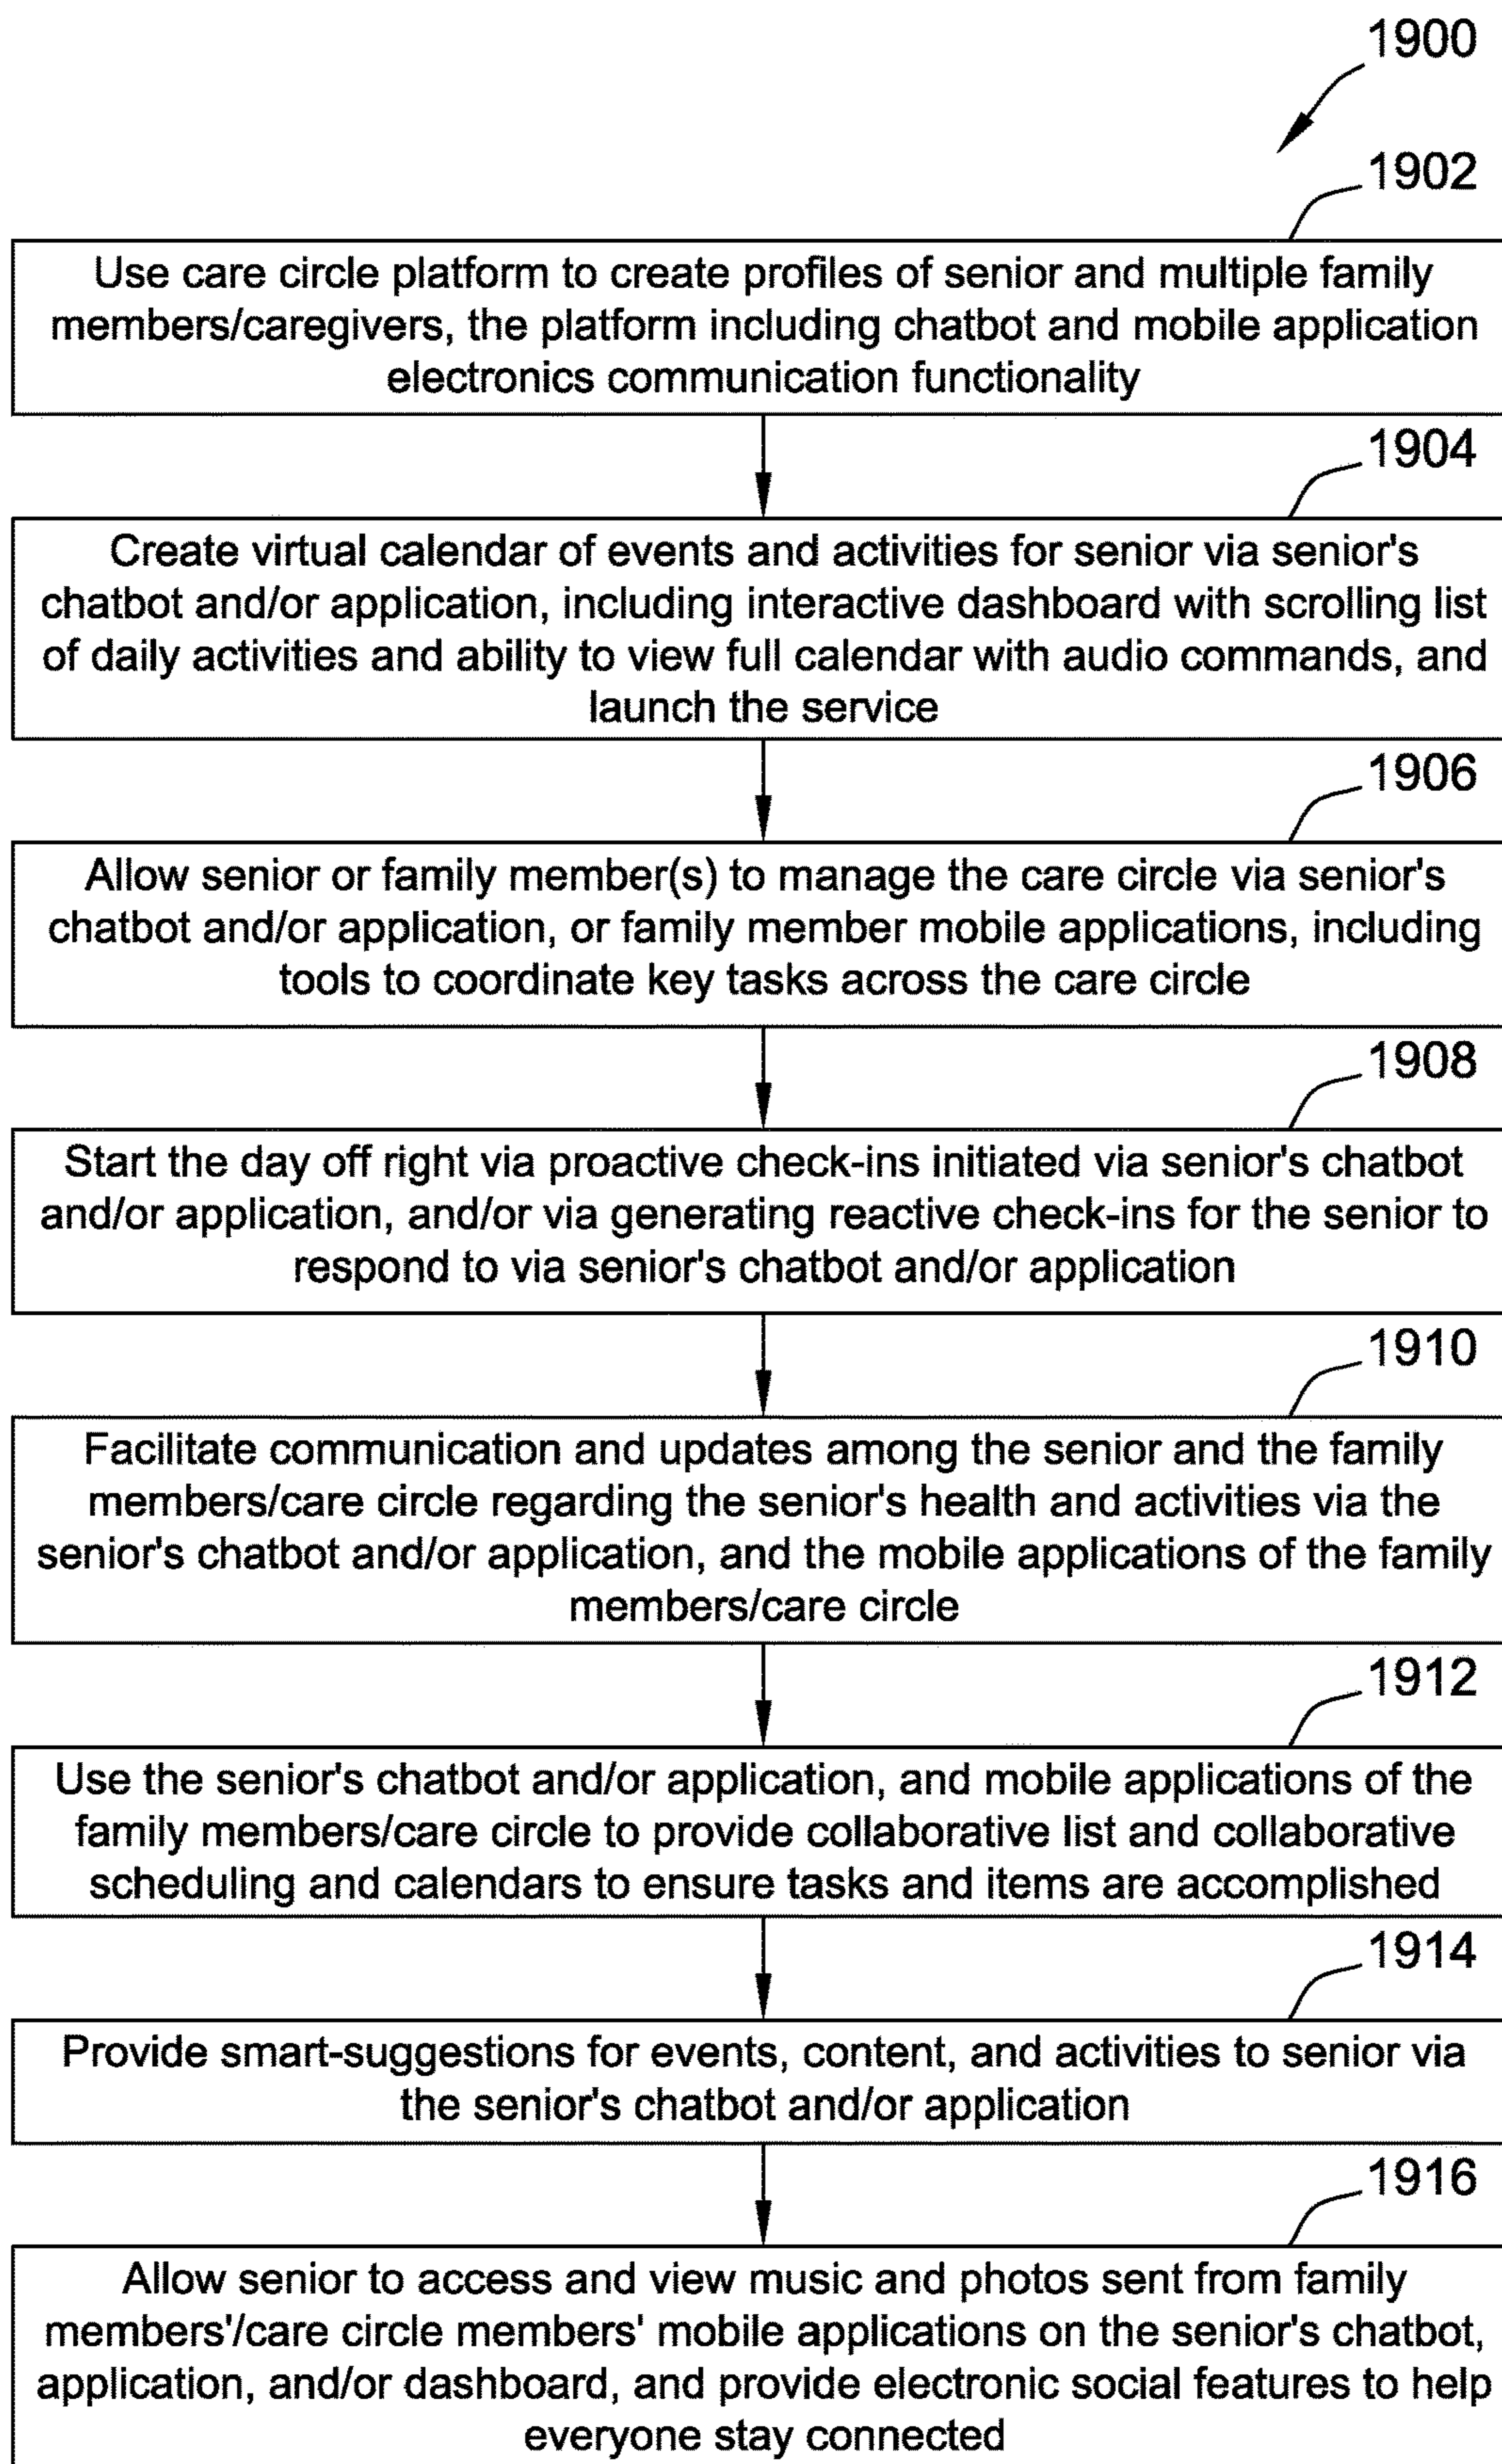 1900
1902
Use care circle platform to create profiles of senior and multiple family
members/caregivers, the platform including chatbot and mobile application
electronics communication functionality
1904
Create virtual calendar of events and activities for senior via senior's
chatbot and/or application, including interactive dashboard with scrolling list
of daily activities and ability to view full calendar with audio commands, and
launch the service
1906
Allow senior or family member(s) to manage the care circle via senior's
chatbot and/or application, or family member mobile applications, including
tools to coordinate key tasks across the care circle
1908
Start the day off right via proactive check-ins initiated via senior's chatbot
and/or application, and/or via generating reactive check-ins for the senior to
respond to via senior's chatbot and/or application
1910
Facilitate communication and updates among the senior and the family
members/care circle regarding the senior's health and activities via the
senior's chatbot and/or application, and the mobile applications of the family
members/care circle
1912
Use the senior's chatbot and/or application, and mobile applications of the
family members/care circle to provide collaborative list and collaborative
scheduling and calendars to ensure tasks and items are accomplished
1914
Provide smart-suggestions for events, content, and activities to senior via
the senior's chatbot and/or application
1916
Allow senior to access and view music and photos sent from family
members'/care circle members' mobile applications on the senior's chatbot,
application, and/or dashboard, and provide electronic social features to help
everyone stay connected